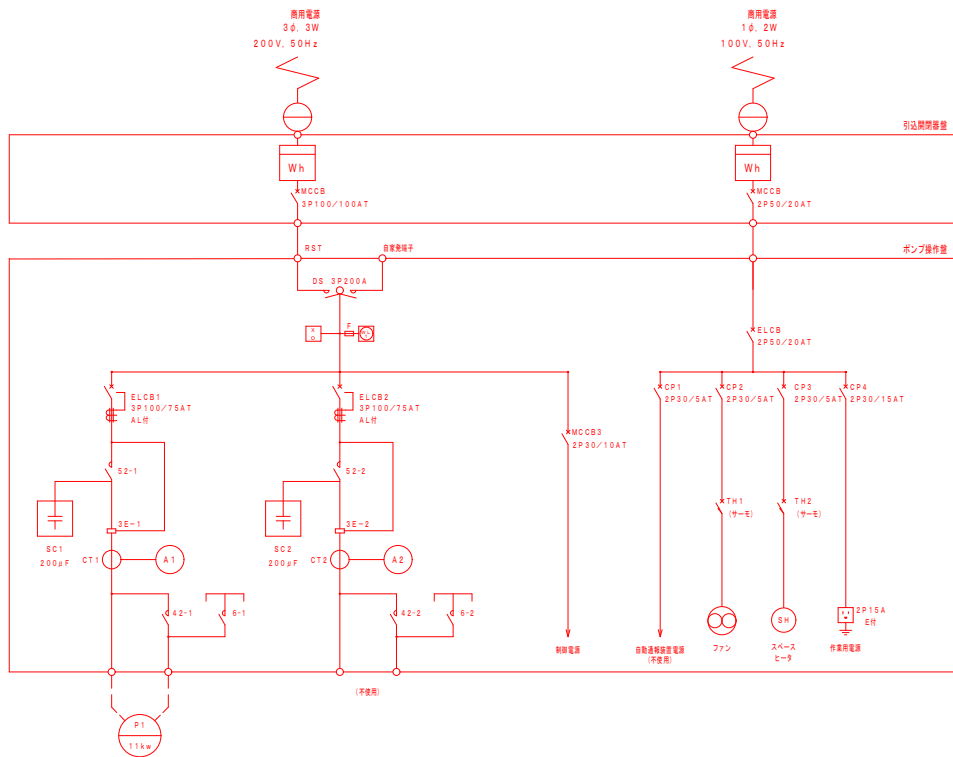 商用電源
3φ, 3W
200V, 50Hz
商用電源
1φ, 2W
100V, 50Hz
引込開閉器盤
Wh
Wh
MCCB
3P100/100AT
MCCB
2P50/20AT
RST
自家発端子
ポンプ操作盤
DS 3P200A
F
ELCB
2P50/20AT
ELCB1
3P100/75AT
AL付
ELCB2
3P100/75AT
AL付
CP1
2P30/5AT
CP2
2P30/5AT
CP3
2P30/5AT
CP4
2P30/15AT
MCCB3
2P30/10AT
52-1
52-2
TH1
(サーモ)
TH2
(サーモ)
3E-1
3E-2
SC1
200μF
SC2
200μF
CT1
A1
CT2
A2
42-1
6-1
42-2
6-2
2P15A
E付
SH
制御電源
自動通報装置電源
(不使用)
ファン
スペース
ヒータ
作業用電源
(不使用)
P1
11kw